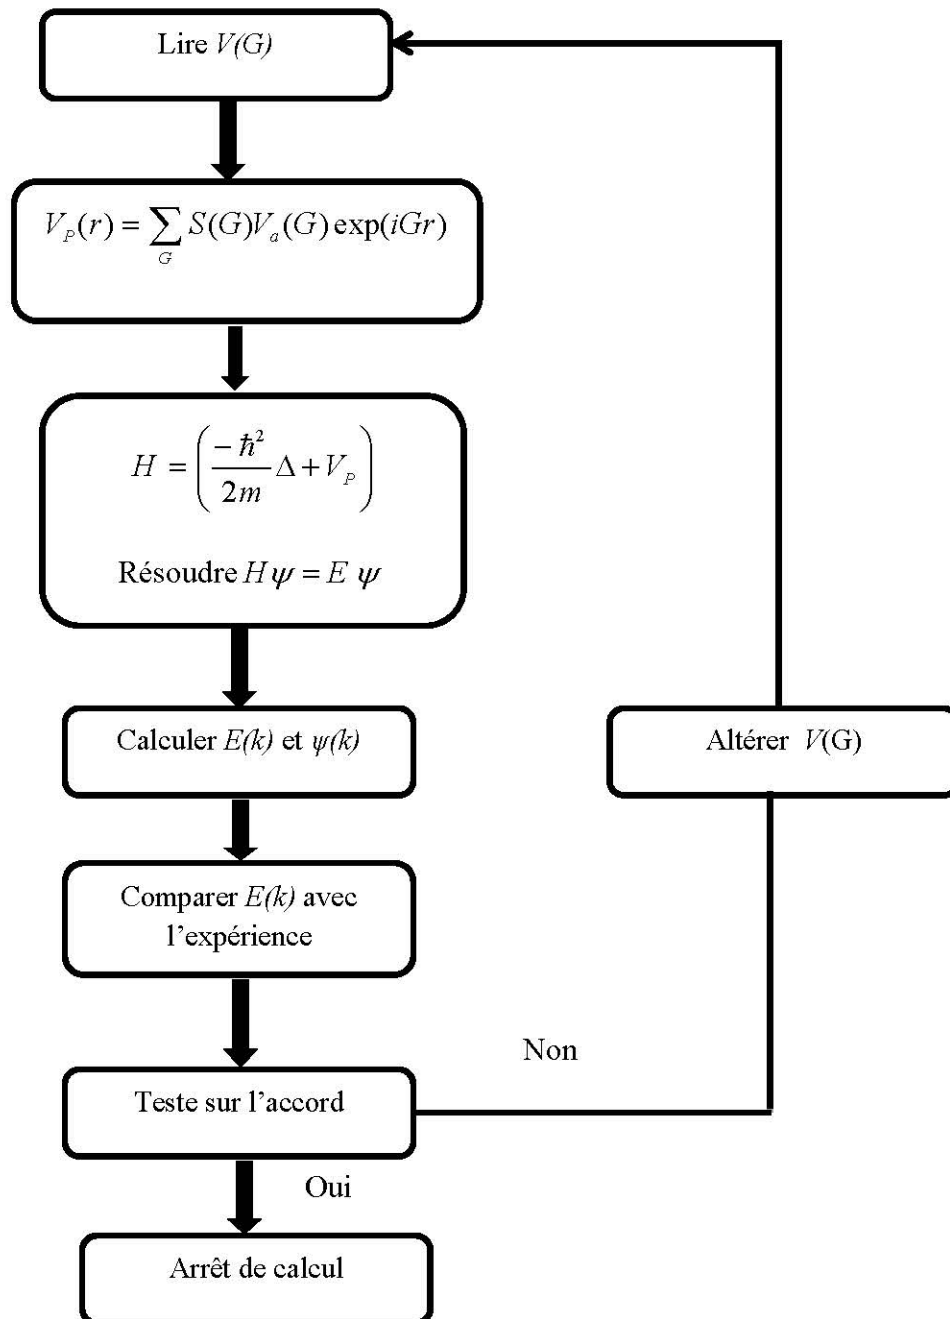 Lire V(G)
V_P(r) = ∑_G S(G)V_a(G) exp(iGr)
H = (−ħ²/2m Δ + V_P)
Résoudre Hψ = E ψ
Calculer E(k) et ψ(k)
Altérer V(G)
Comparer E(k) avec
l’expérience
Non
Teste sur l’accord
Oui
Arrêt de calcul